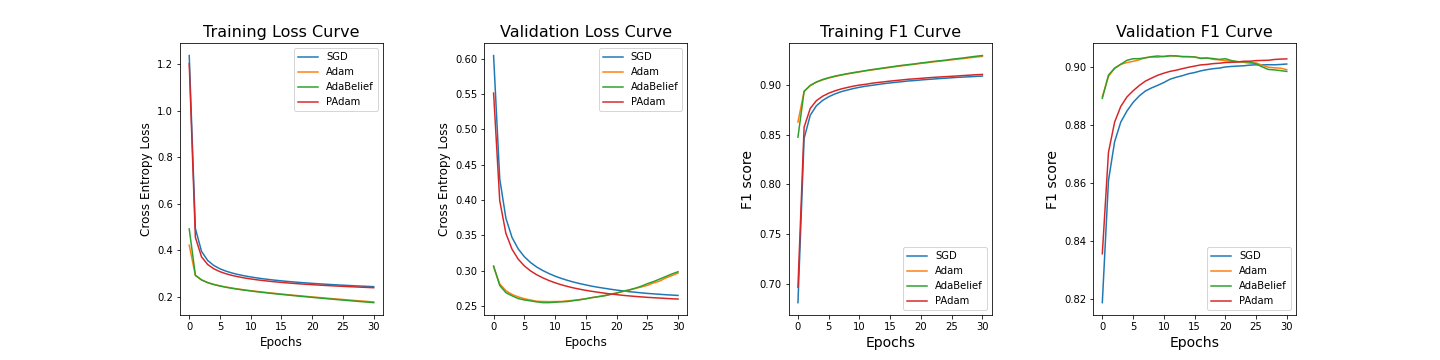 Training Loss Curve
Cross Entropy Loss
1.2
1.0
0.8
0.6
0.4
0.2
0 5 10 15 20 25 30
Epochs
SGD
Adam
AdaBelief
PAdam
Validation Loss Curve
Cross Entropy Loss
0.60
0.55
0.50
0.45
0.40
0.35
0.30
0.25
0 5 10 15 20 25 30
Epochs
SGD
Adam
AdaBelief
PAdam
Training F1 Curve
F1 score
0.90
0.85
0.80
0.75
0.70
0 5 10 15 20 25 30
Epochs
SGD
Adam
AdaBelief
PAdam
Validation F1 Curve
F1 score
0.90
0.88
0.86
0.84
0.82
0 5 10 15 20 25 30
Epochs
SGD
Adam
AdaBelief
PAdam